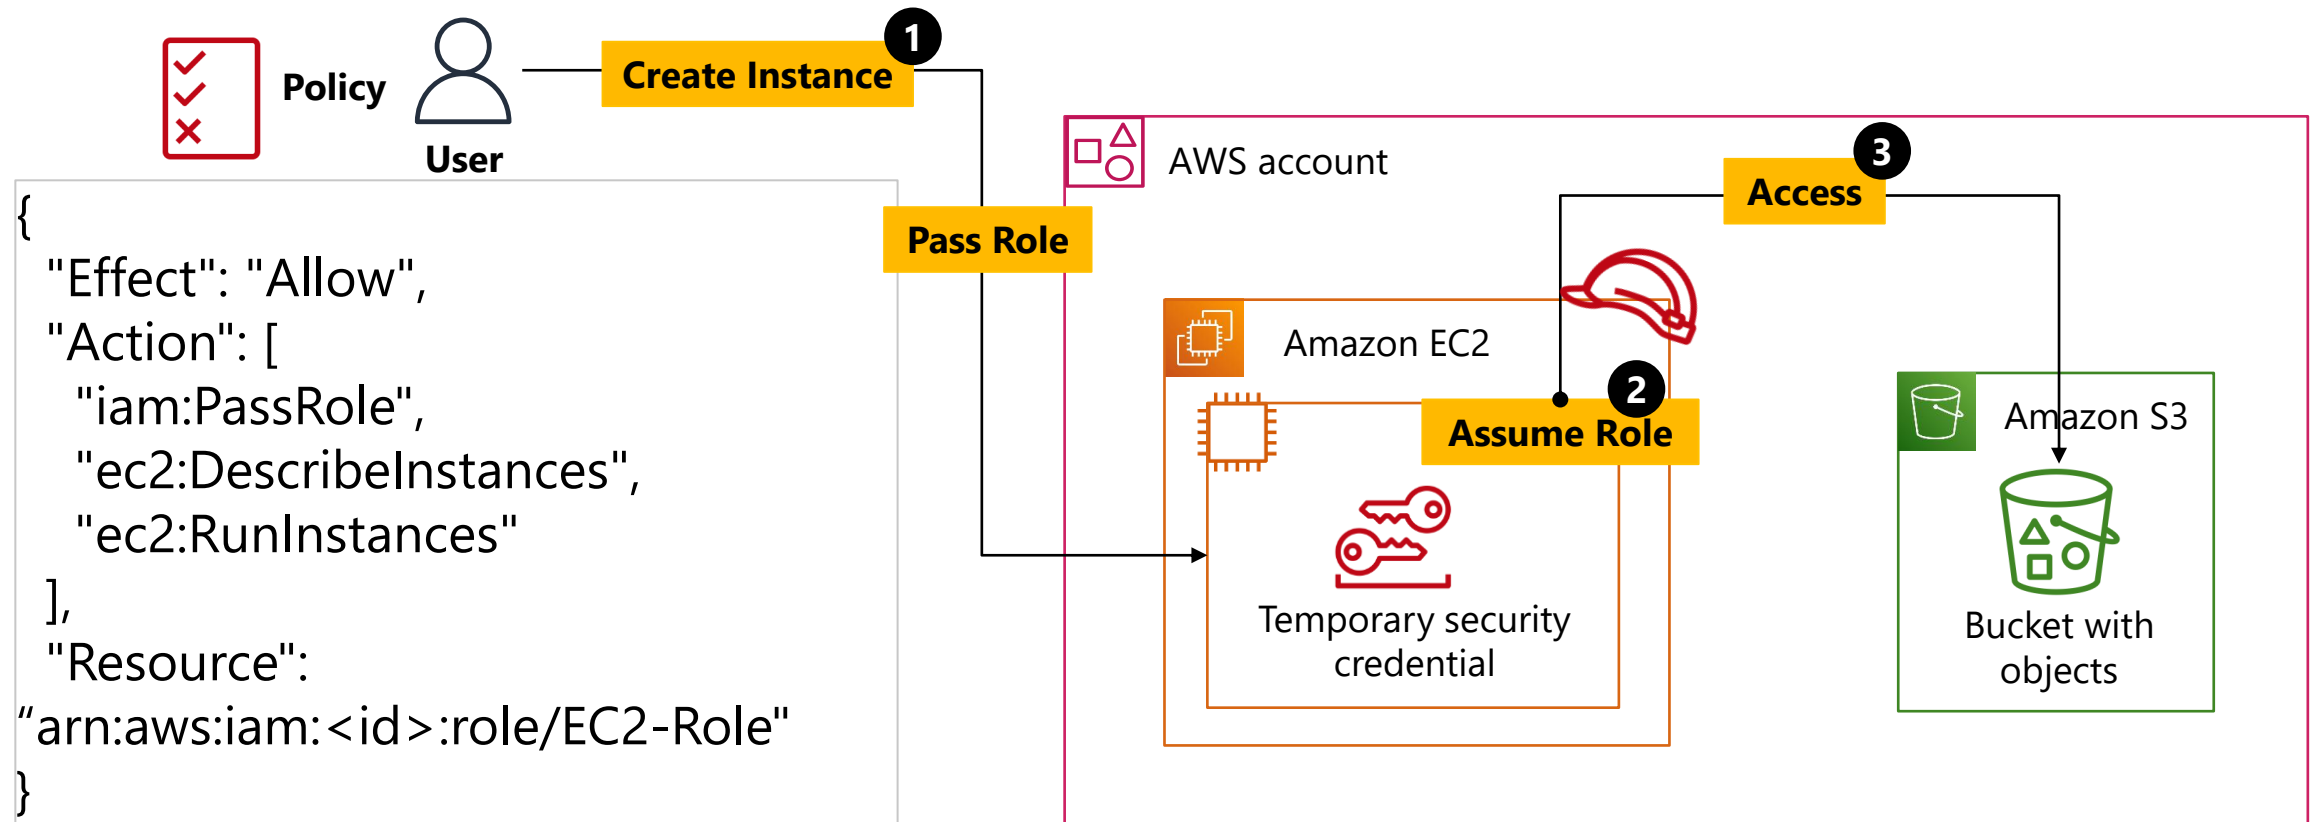 Policy
User
Create Instance
1
Pass Role
{
"Effect": "Allow",
"Action": [
"iam:PassRole",
"ec2:DescribeInstances",
"ec2:RunInstances"
],
"Resource":
“arn:aws:iam:<id>:role/EC2-Role"
}
AWS account
Access
3
Amazon EC2
2
Assume Role
Temporary security
credential
Amazon S3
Bucket with
objects